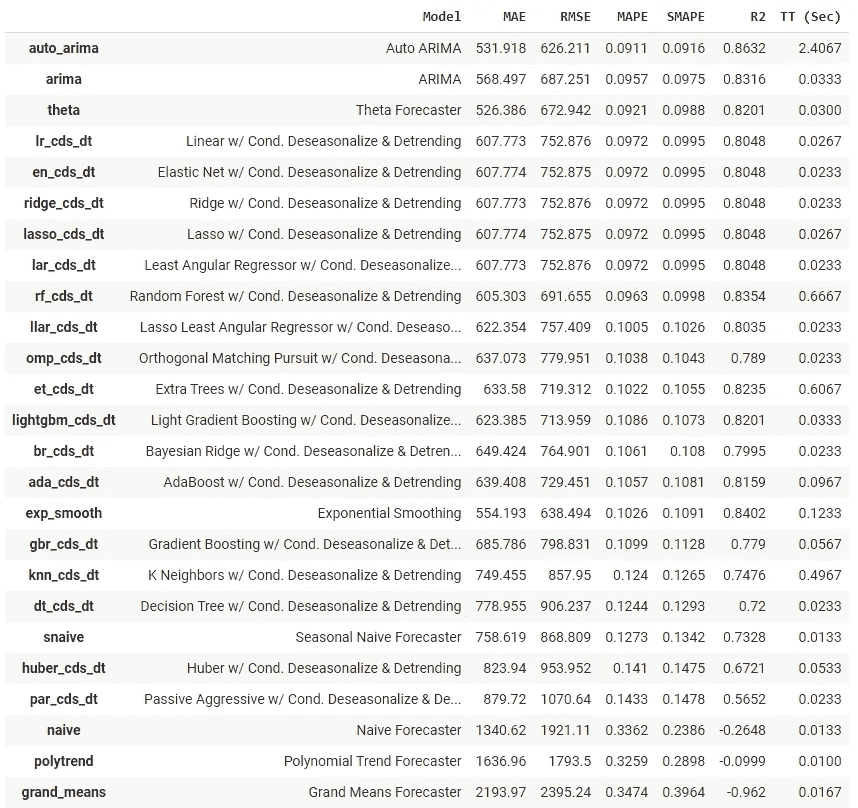 Model MAE RMSE MAPE SMAPE R2 TT (Sec)
auto_arima Auto ARIMA 531.918 626.211 0.0911 0.0916 0.8632 2.4067
arima ARIMA 568.497 687.251 0.0957 0.0975 0.8316 0.0333
theta Theta Forecaster 526.386 672.942 0.0921 0.0988 0.8201 0.0300
lr_cds_dt Linear w/ Cond. Deseasonalize & Detrending 607.773 752.876 0.0972 0.0995 0.8048 0.0267
en_cds_dt Elastic Net w/ Cond. Deseasonalize & Detrending 607.774 752.875 0.0972 0.0995 0.8048 0.0233
ridge_cds_dt Ridge w/ Cond. Deseasonalize & Detrending 607.773 752.876 0.0972 0.0995 0.8048 0.0233
lasso_cds_dt Lasso w/ Cond. Deseasonalize & Detrending 607.774 752.875 0.0972 0.0995 0.8048 0.0267
lar_cds_dt Least Angular Regressor w/ Cond. Deseasonalize... 607.773 752.876 0.0972 0.0995 0.8048 0.0233
rf_cds_dt Random Forest w/ Cond. Deseasonalize & Detrending 605.303 691.655 0.0963 0.0998 0.8354 0.6667
llar_cds_dt Lasso Least Angular Regressor w/ Cond. Deseaso... 622.354 757.409 0.1005 0.1026 0.8035 0.0233
omp_cds_dt Orthogonal Matching Pursuit w/ Cond. Deseasona... 637.073 779.951 0.1038 0.1043 0.789 0.0233
et_cds_dt Extra Trees w/ Cond. Deseasonalize & Detrending 633.58 719.312 0.1022 0.1055 0.8235 0.6067
lightgbm_cds_dt Light Gradient Boosting w/ Cond. Deseasonalize... 623.385 713.959 0.1086 0.1073 0.8201 0.0333
br_cds_dt Bayesian Ridge w/ Cond. Deseasonalize & Detren... 649.424 764.901 0.1061 0.108 0.7995 0.0233
ada_cds_dt AdaBoost w/ Cond. Deseasonalize & Detrending 639.408 729.451 0.1057 0.1081 0.8159 0.0967
exp_smooth Exponential Smoothing 554.193 638.494 0.1026 0.1091 0.8402 0.1233
gbr_cds_dt Gradient Boosting w/ Cond. Deseasonalize & Det... 685.786 798.831 0.1099 0.1128 0.779 0.0567
knn_cds_dt K Neighbors w/ Cond. Deseasonalize & Detrending 749.455 857.95 0.124 0.1265 0.7476 0.4967
dt_cds_dt Decision Tree w/ Cond. Deseasonalize & Detrending 778.955 906.237 0.1244 0.1293 0.72 0.0233
snaive Seasonal Naive Forecaster 758.619 868.809 0.1273 0.1342 0.7328 0.0133
huber_cds_dt Huber w/ Cond. Deseasonalize & Detrending 823.94 953.952 0.141 0.1475 0.6721 0.0533
par_cds_dt Passive Aggressive w/ Cond. Deseasonalize & De... 879.72 1070.64 0.1433 0.1478 0.5652 0.0233
naive Naive Forecaster 1340.62 1921.11 0.3362 0.2386 -0.2648 0.0133
polytrend Polynomial Trend Forecaster 1636.96 1793.5 0.3259 0.2898 -0.0999 0.0100
grand_means Grand Means Forecaster 2193.97 2395.24 0.3474 0.3964 -0.962 0.0167